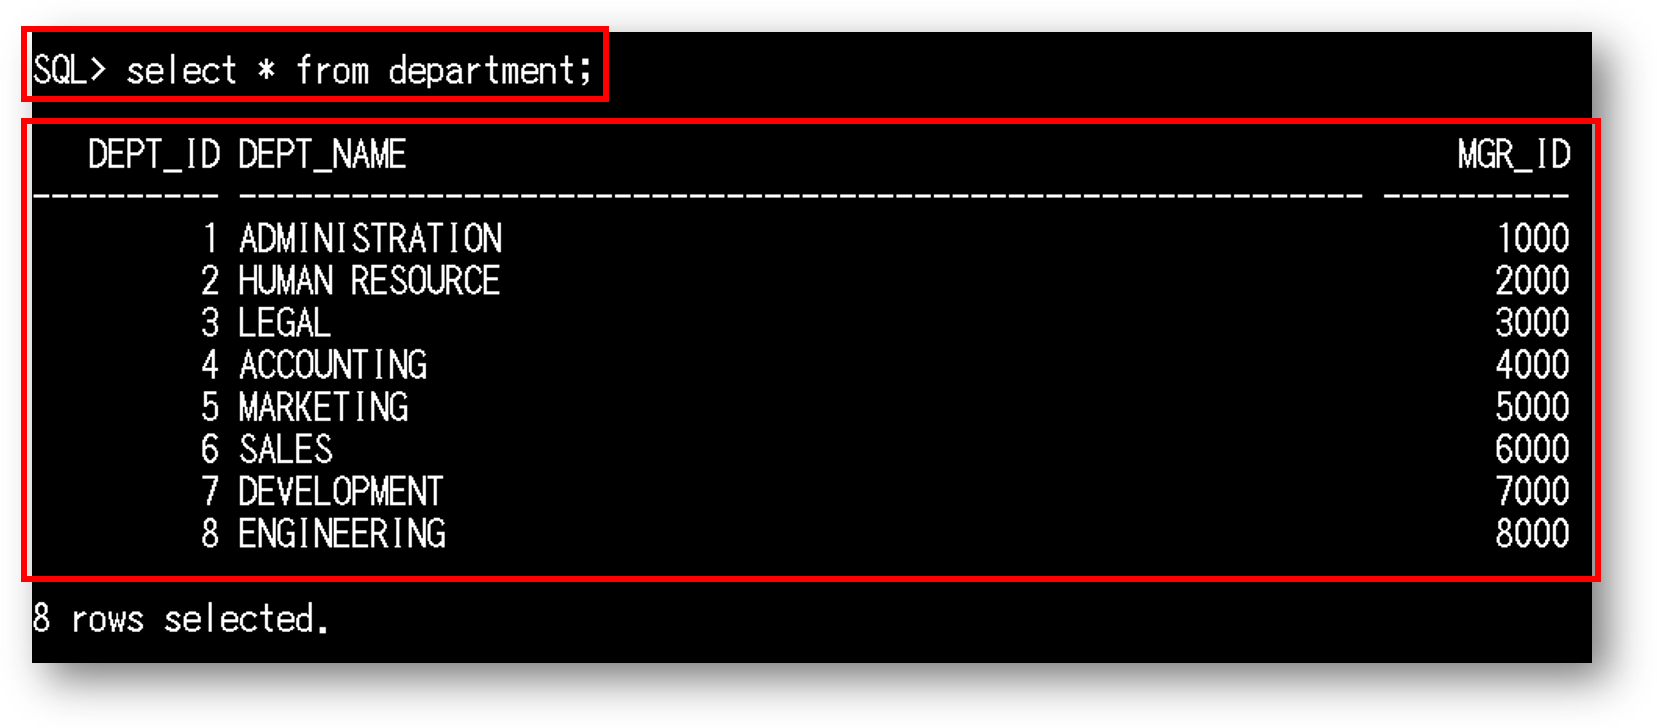 SQL> select * from department;
DEPT_ID DEPT_NAME MGR_ID
---------- ------------------------------------------------------------ ----------
1 ADMINISTRATION 1000
2 HUMAN RESOURCE 2000
3 LEGAL 3000
4 ACCOUNTING 4000
5 MARKETING 5000
6 SALES 6000
7 DEVELOPMENT 7000
8 ENGINEERING 8000
8 rows selected.